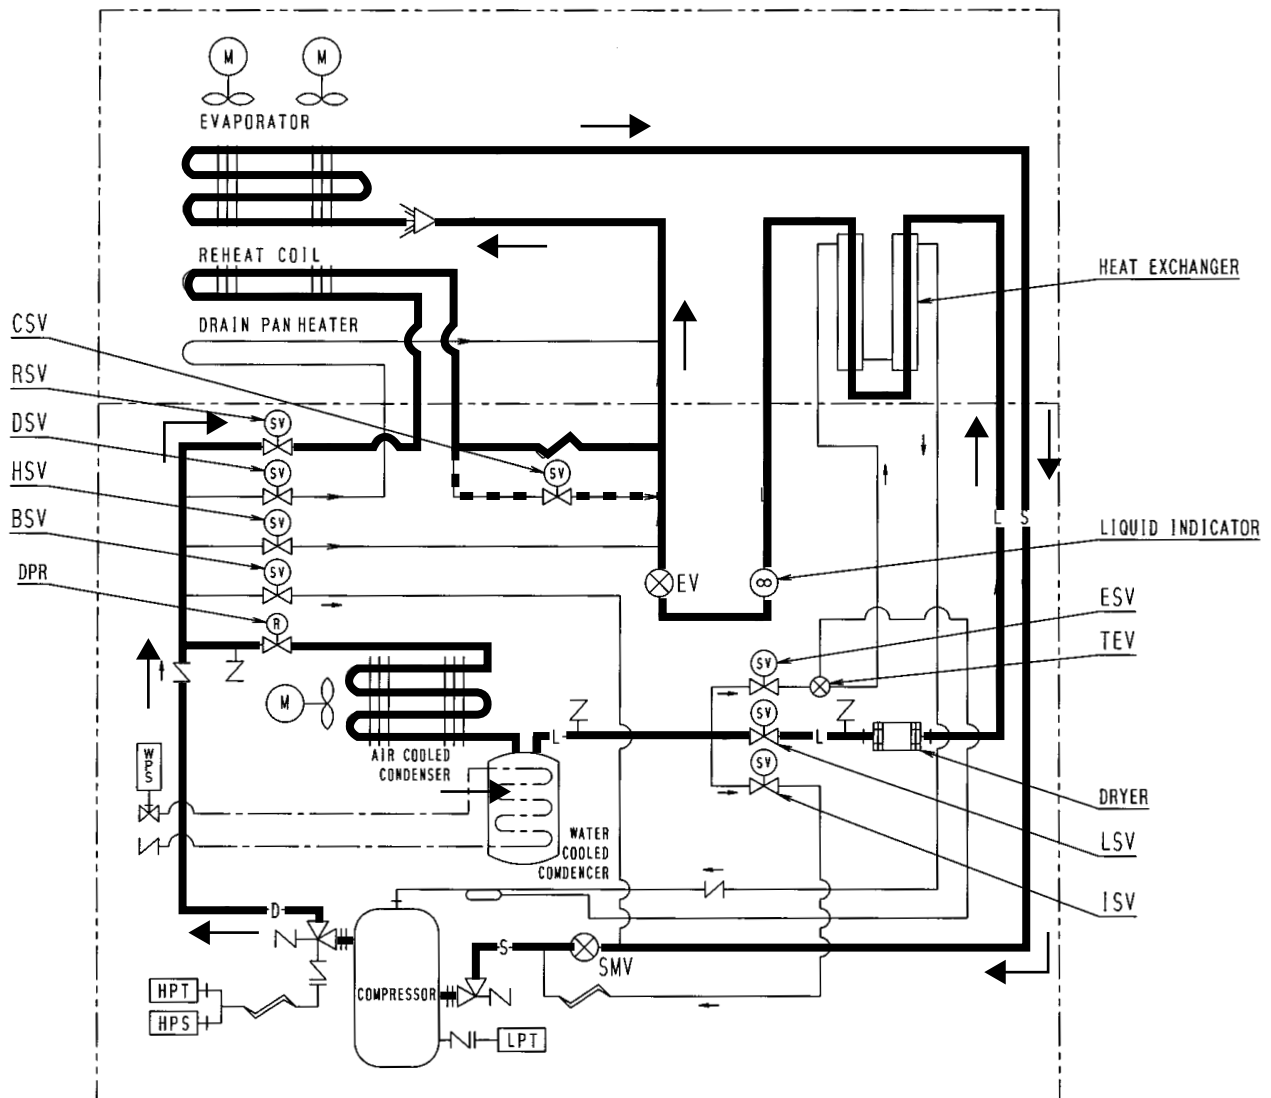 M
M
EVAPORATOR
REHEAT COIL
HEAT EXCHANGER
CSV
DRAIN PAN HEATER
RSV
SV
DSV
SV
SV
HSV
L
S
BSV
SV
LIQUID INDICATOR
SV
DPR
EV
ESV
R
TEV
SV
M
SV
L
L
AIR COOLED
CONDENSER
WPS
SV
DRYER
WATER
COOLED
COMDENCER
LSV
ISV
D
S
SMV
HPT
COMPRESSOR
HPS
LPT